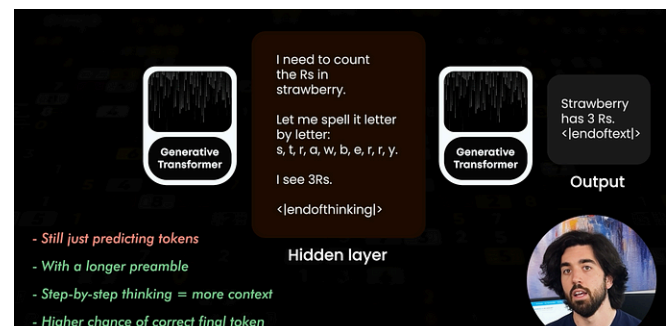 I need to count
the Rs in
strawberry.
Let me spell it letter
by letter:
s, t, r, a, w, b, e, r, r, y.
I see 3Rs.
<|endofthinking|>
Generative
Transformer
Hidden layer
Generative
Transformer
Strawberry
has 3 Rs.
<|endoftext|>
Output
- Still just predicting tokens
- With a longer preamble
- Step-by-step thinking = more context
- Higher chance of correct final token